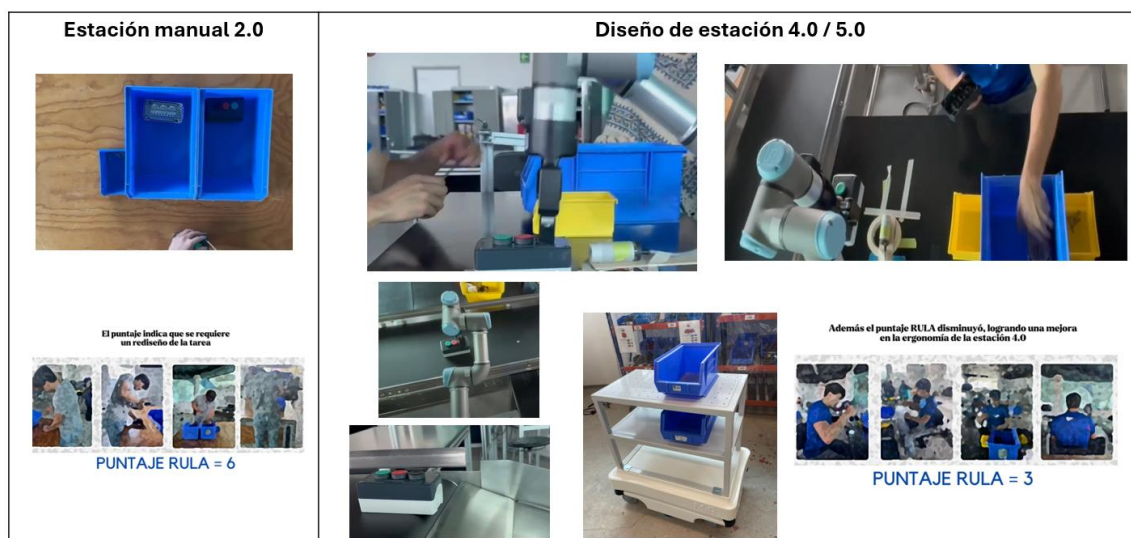 Estación manual 2.0
Diseño de estación 4.0 / 5.0
El puntaje indica que se requiere
un rediseño de la tarea
PUNTAJE RULA = 6
Además el puntaje RULA disminuyó, logrando una mejora
en la ergonomía de la estación 4.0
PUNTAJE RULA = 3